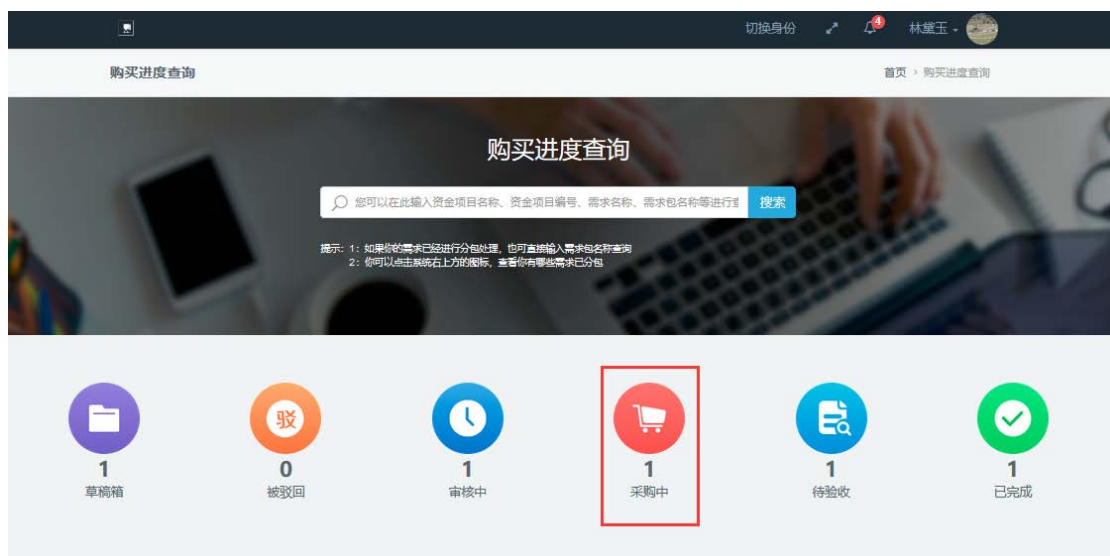 切换身份 4 林黛玉
购买进度查询 首页 > 购买进度查询
购买进度查询
您可以在此输入资金项目名称、资金项目编号、需求名称、需求包名称等进行 搜索
提示: 1: 如果你的需求已经进行分包处理, 也可直接输入需求包名称查询
2: 你可以点击系统右上方的图标, 查看你有哪些需求已分包
驳
1 0 1 1 1 1
草稿箱 被驳回 审核中 采购中 待验收 已完成